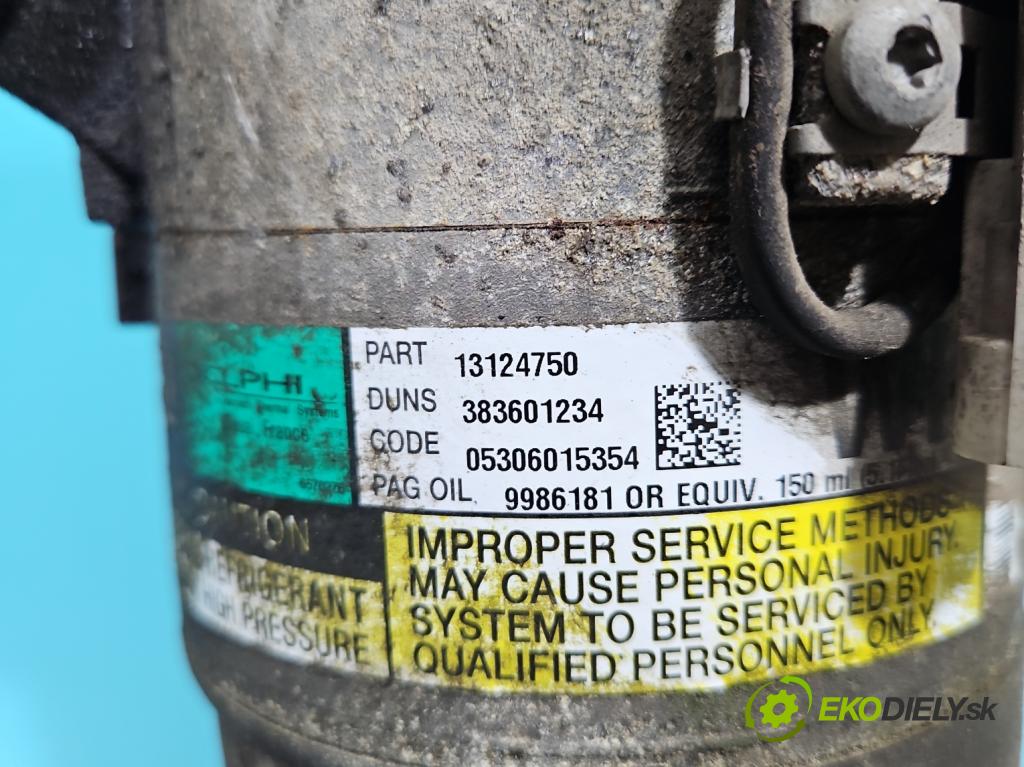 PART 13124750
DUNS 383601234
CODE 05306015354
PAG OIL 9986181 OR EQUIV. 150 ml
IMPROPER SERVICE METHODS
MAY CAUSE PERSONAL INJURY.
SYSTEM TO BE SERVICED BY
QUALIFIED PERSONNEL ONLY.
REFRIGERANT
HIGH PRESSURE
EKODIELY.sk